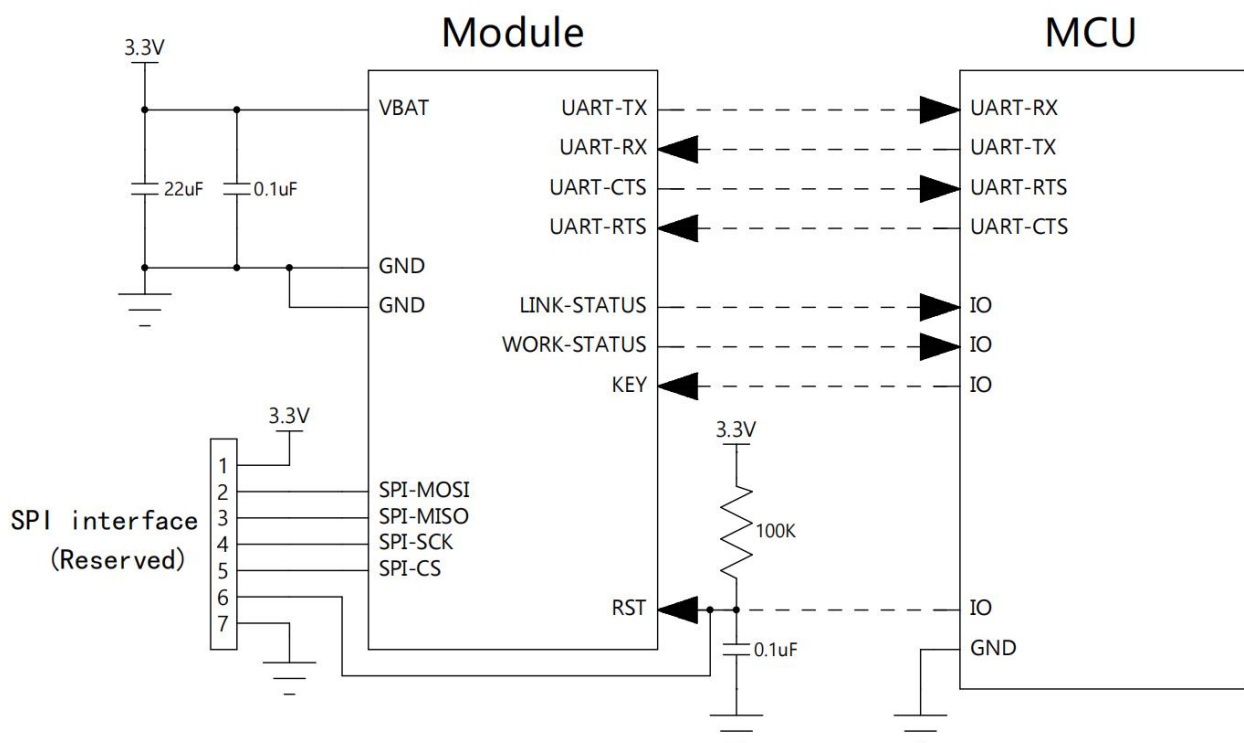 Module
MCU
3.3V
VBAT
UART-TX
UART-RX
UART-RX
UART-TX
22uF
0.1uF
UART-CTS
UART-RTS
UART-RTS
UART-CTS
GND
GND
LINK-STATUS
IO
WORK-STATUS
IO
KEY
IO
3.3V
3.3V
1
2
SPI-MOSI
SPI interface
3
SPI-MISO
(Reserved)
4
SPI-SCK
5
SPI-CS
6
7
100K
RST
IO
0.1uF
GND